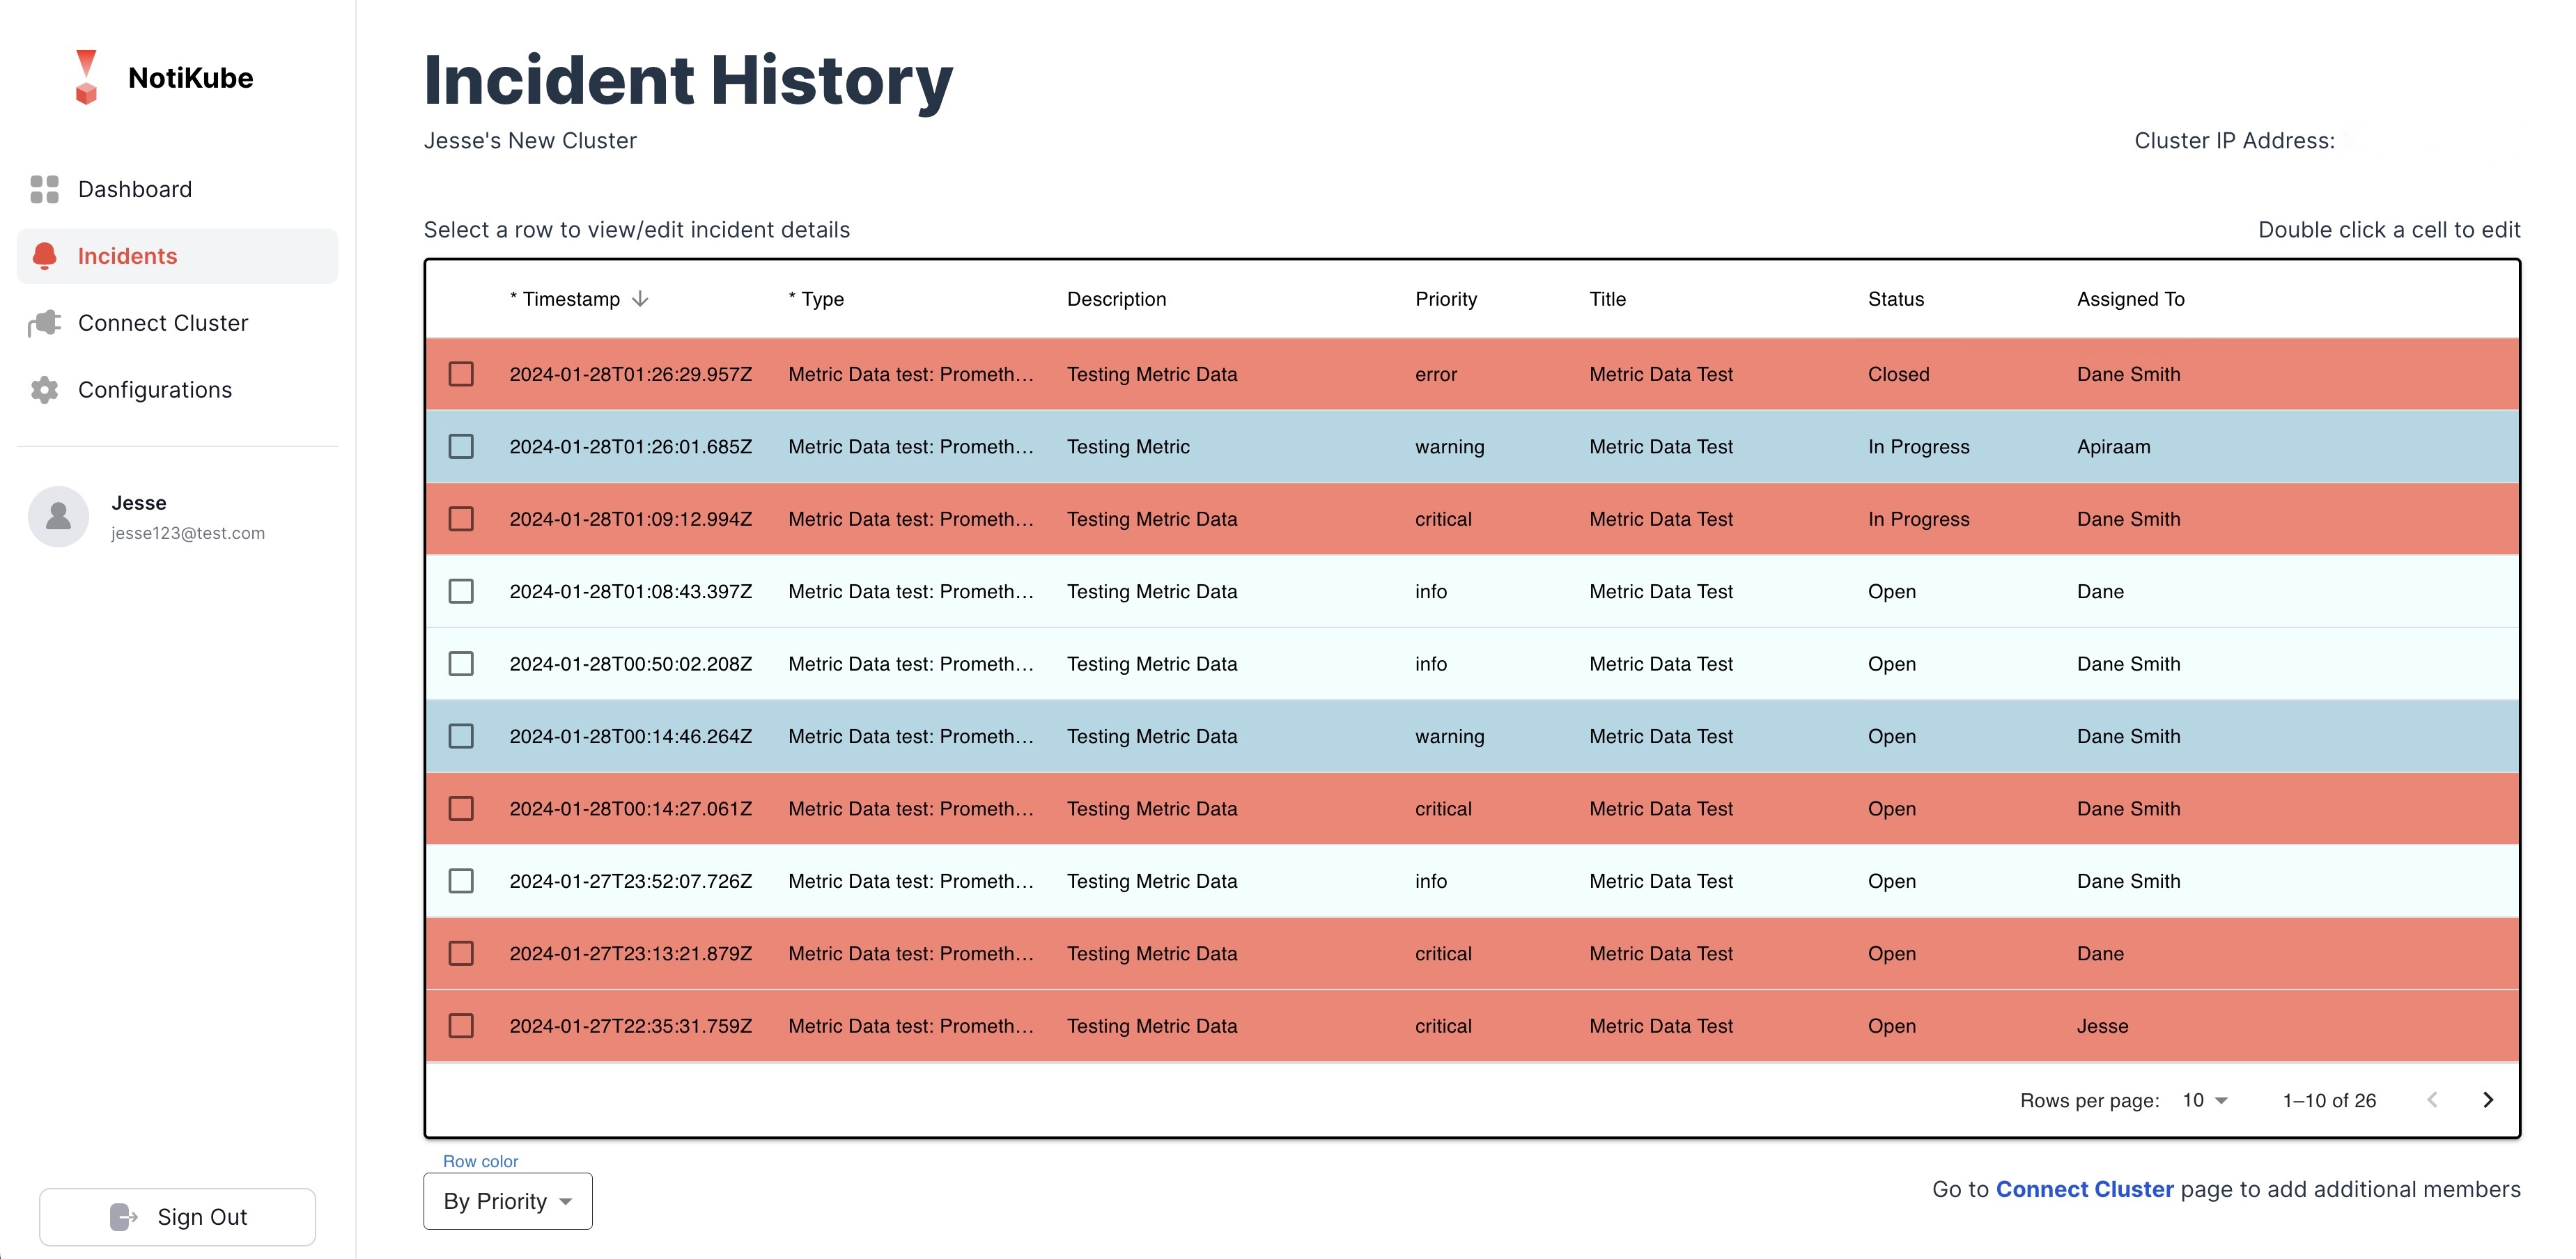 NotiKube
Dashboard
Incidents
Connect Cluster
Configurations
Jesse
jesse123@test.com
Sign Out
Incident History
Jesse's New Cluster
Cluster IP Address:
Select a row to view/edit incident details
Double click a cell to edit
* Timestamp * Type Description Priority Title Status Assigned To
2024-01-28T01:26:29.957Z Metric Data test: Prometh... Testing Metric Data error Metric Data Test Closed Dane Smith
2024-01-28T01:26:01.685Z Metric Data test: Prometh... Testing Metric warning Metric Data Test In Progress Apiraam
2024-01-28T01:09:12.994Z Metric Data test: Prometh... Testing Metric Data critical Metric Data Test In Progress Dane Smith
2024-01-28T01:08:43.397Z Metric Data test: Prometh... Testing Metric Data info Metric Data Test Open Dane
2024-01-28T00:50:02.208Z Metric Data test: Prometh... Testing Metric Data info Metric Data Test Open Dane Smith
2024-01-28T00:14:46.264Z Metric Data test: Prometh... Testing Metric Data warning Metric Data Test Open Dane Smith
2024-01-28T00:14:27.061Z Metric Data test: Prometh... Testing Metric Data critical Metric Data Test Open Dane Smith
2024-01-27T23:52:07.726Z Metric Data test: Prometh... Testing Metric Data info Metric Data Test Open Dane Smith
2024-01-27T23:13:21.879Z Metric Data test: Prometh... Testing Metric Data critical Metric Data Test Open Dane
2024-01-27T22:35:31.759Z Metric Data test: Prometh... Testing Metric Data critical Metric Data Test Open Jesse
Rows per page: 10 1–10 of 26
Row color
By Priority
Go to Connect Cluster page to add additional members